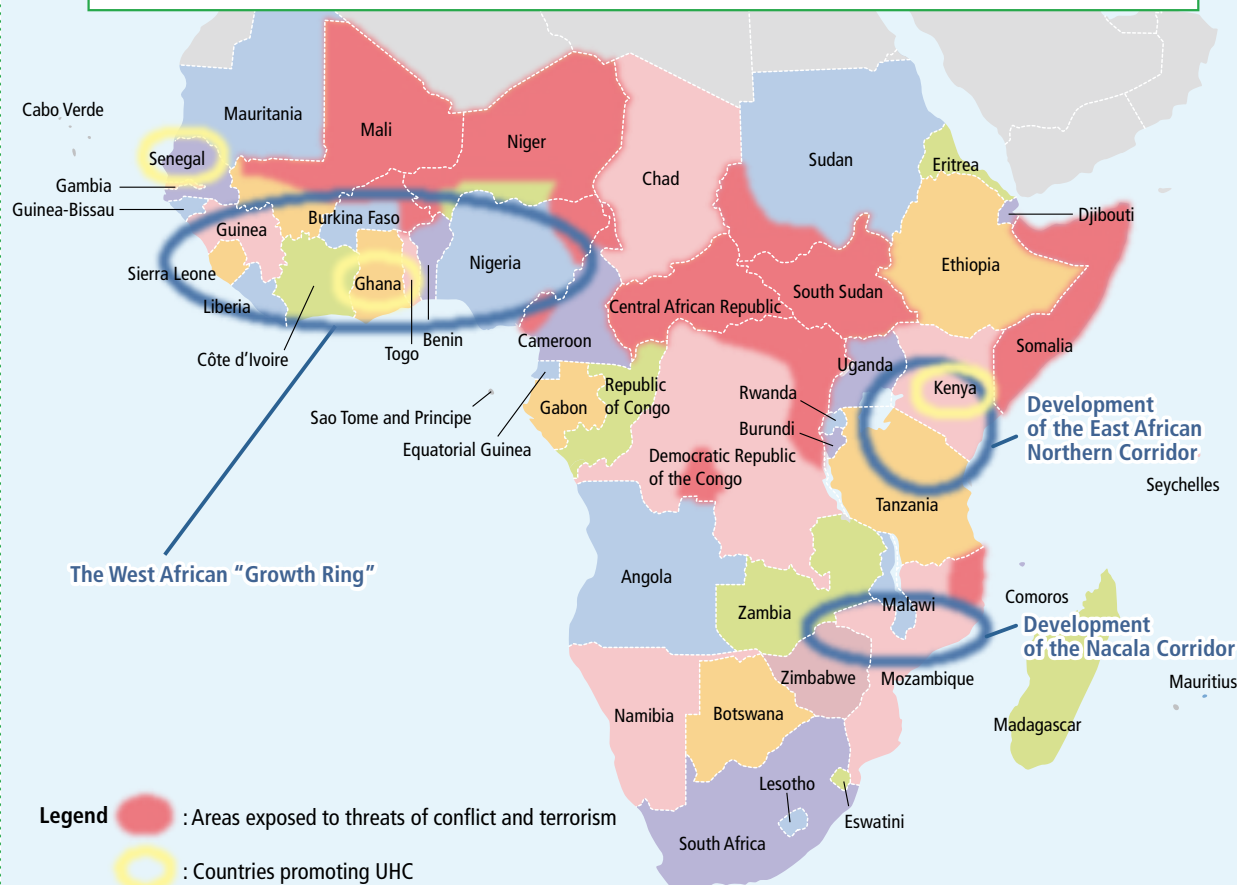 Cabo Verde
Mauritania
Mali
Niger
Chad
Sudan
Eritrea
Senegal
Gambia
Guinea-Bissau
Djibouti
Guinea
Burkina Faso
Nigeria
Ethiopia
Sierra Leone
Ghana
Liberia
Central African Republic
South Sudan
Benin
Togo
Côte d'Ivoire
Cameroon
Somalia
Uganda
Kenya
Republic
of Congo
Gabon
Rwanda
Sao Tome and Principe
Burundi
Equatorial Guinea
Development
of the East African
Northern Corridor
Democratic Republic
of the Congo
Seychelles
Tanzania
The West African "Growth Ring"
Angola
Zambia
Malawi
Comoros
Development
of the Nacala Corridor
Zimbabwe
Mozambique
Mauritius
Namibia
Botswana
Madagascar
Lesotho
Eswatini
South Africa
Legend : Areas exposed to threats of conflict and terrorism
: Countries promoting UHC